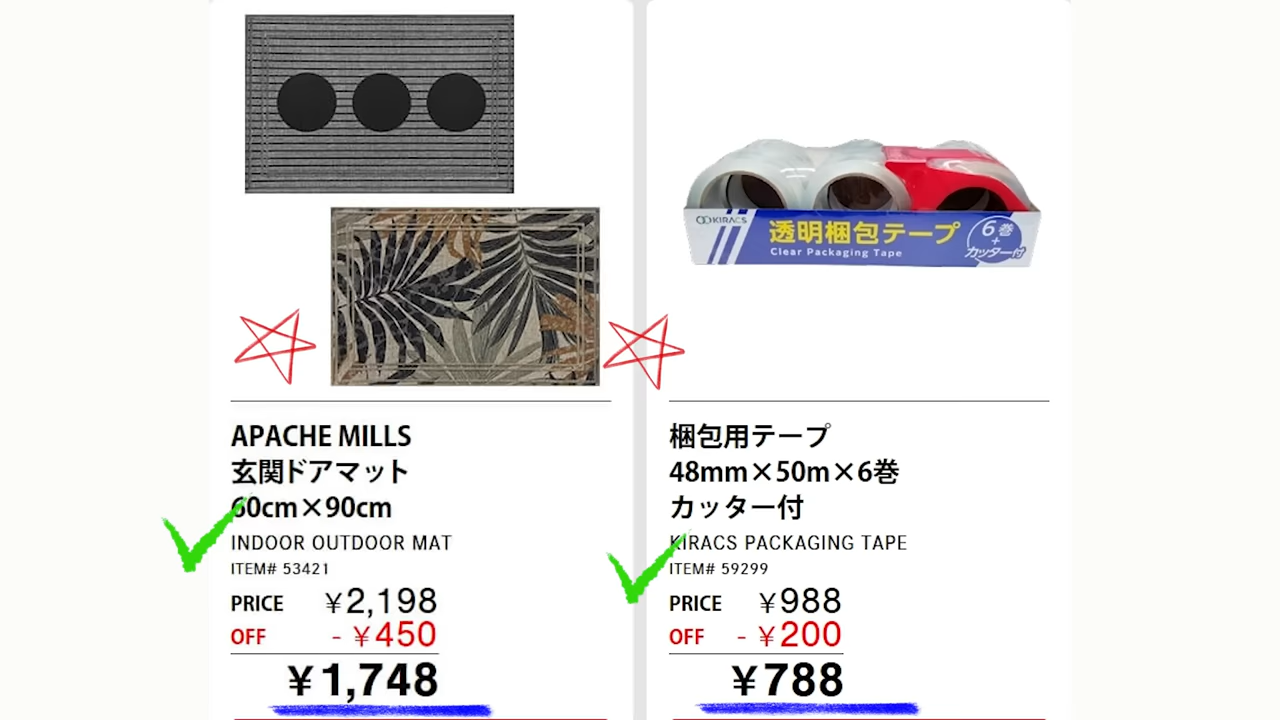 KIRACS
透明梱包テープ
Clear Packaging Tape
6巻
+
カッター付
APACHE MILLS
玄関ドアマット
60cm×90cm
INDOOR OUTDOOR MAT
ITEM# 53421
PRICE ¥2,198
OFF - ¥450
¥1,748
梱包用テープ
48mm×50m×6巻
カッター付
KIRACS PACKAGING TAPE
ITEM# 59299
PRICE ¥988
OFF - ¥200
¥788